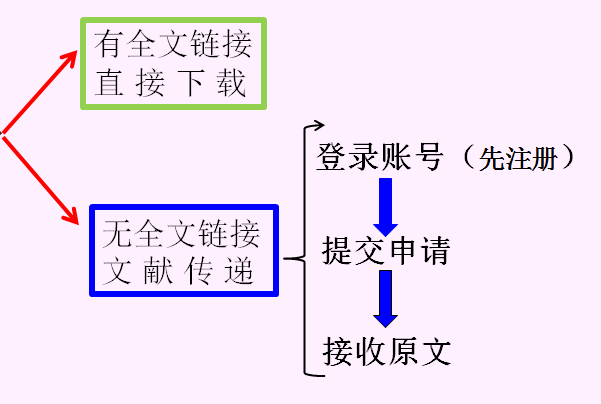 有全文链接
直接下载
无全文链接
文献传递
登录账号（先注册）
提交申请
接收原文